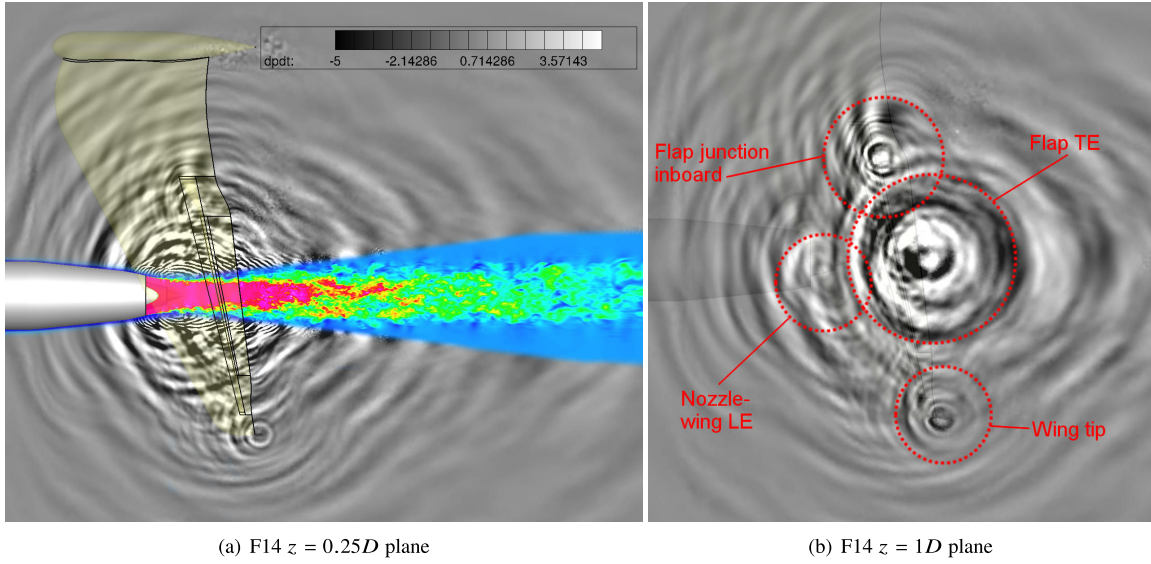 dpdt:
-5 -2.14286 0.714286 3.57143
Flap junction
inboard
Flap TE
Nozzle-
wing LE
Wing tip
(a) F14 z = 0.25D plane
(b) F14 z = 1D plane